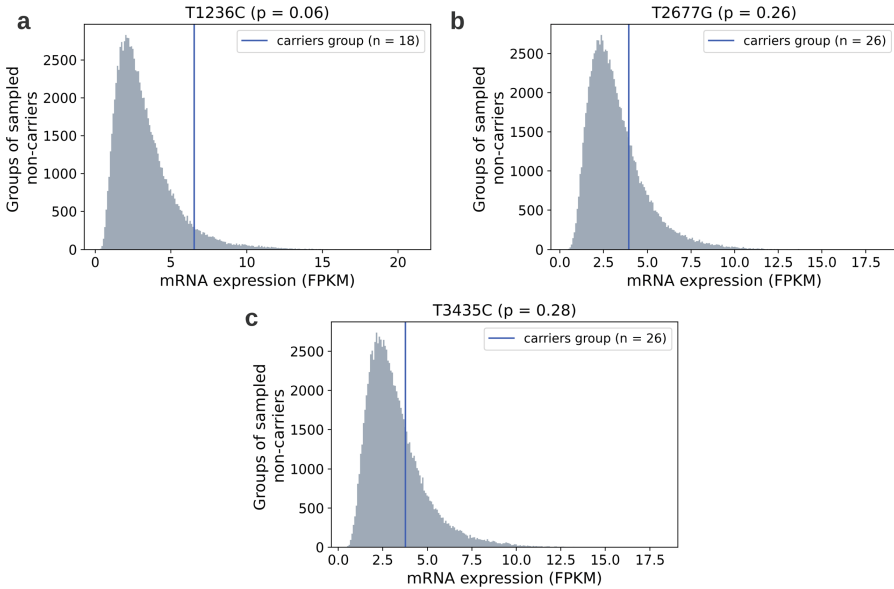 a
T1236C (p = 0.06)
carriers group (n = 18)
Groups of sampled
non-carriers
2500
2000
1500
1000
500
0
0 5 10 15 20
mRNA expression (FPKM)
b
T2677G (p = 0.26)
carriers group (n = 26)
Groups of sampled
non-carriers
2500
2000
1500
1000
500
0
0.0 2.5 5.0 7.5 10.0 12.5 15.0 17.5
mRNA expression (FPKM)
c
T3435C (p = 0.28)
carriers group (n = 26)
Groups of sampled
non-carriers
2500
2000
1500
1000
500
0
0.0 2.5 5.0 7.5 10.0 12.5 15.0 17.5
mRNA expression (FPKM)